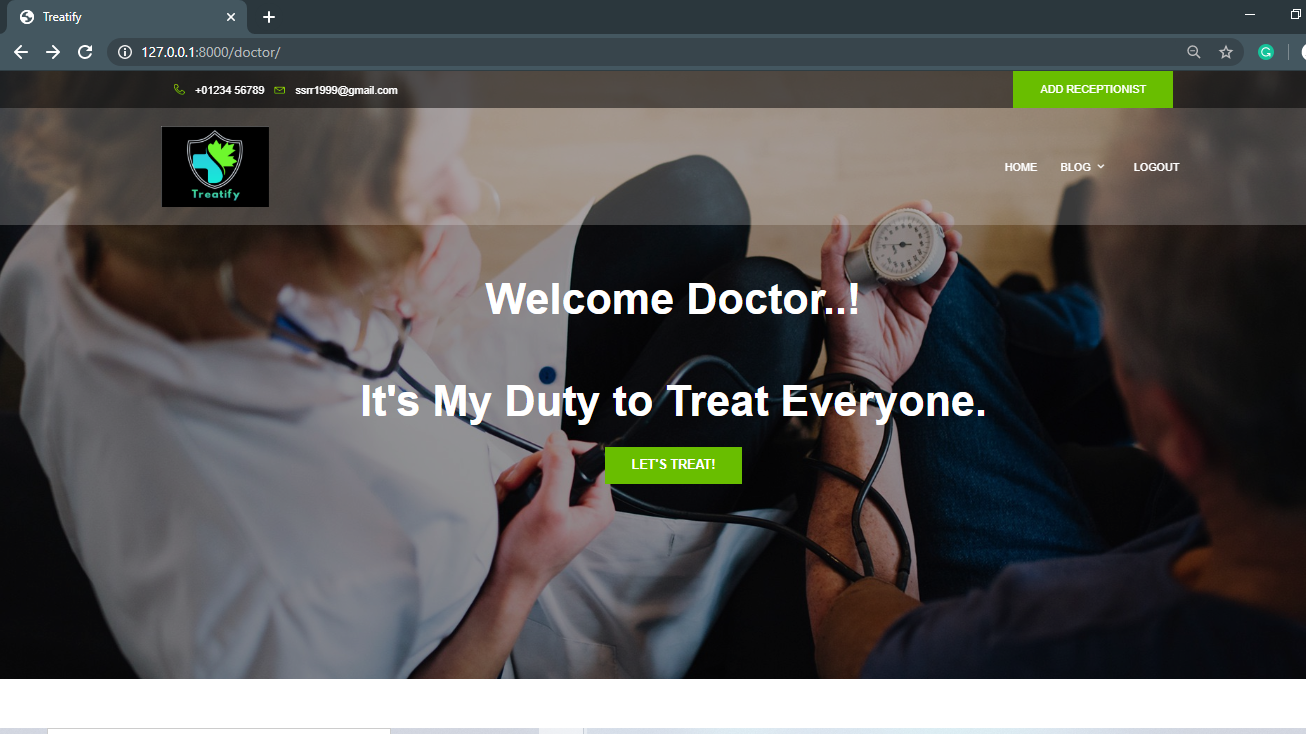 Treatify
127.0.0.1:8000/doctor/
+01234 56789 ssrr1999@gmail.com ADD RECEPTIONIST
Treatify
HOME BLOG LOGOUT
Welcome Doctor..!
It's My Duty to Treat Everyone.
LET'S TREAT!